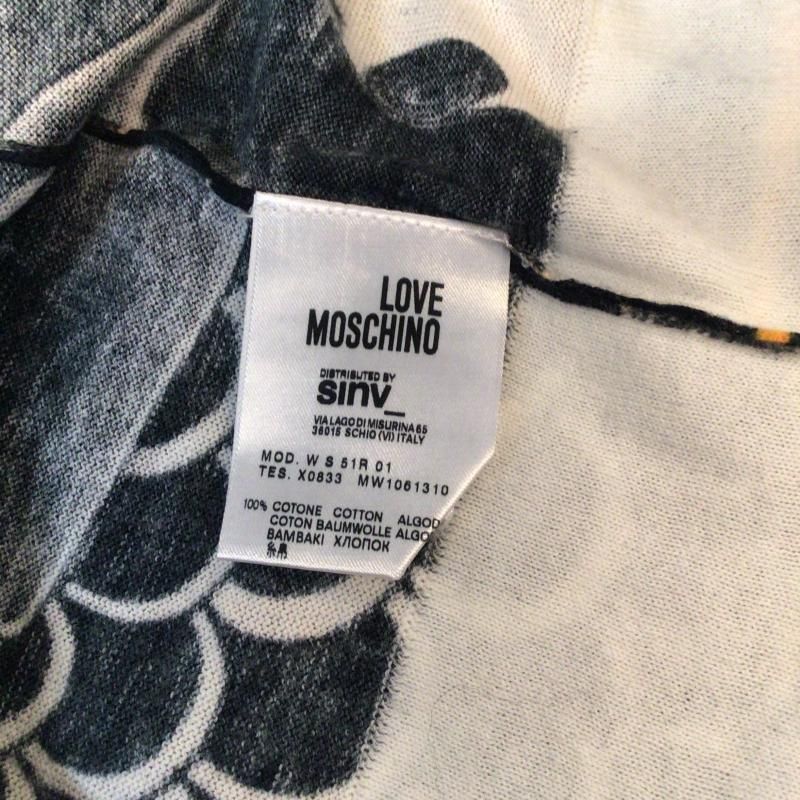 LOVE
MOSCHINO
DISTRIBUTED BY
sinv_
VIA LAGO DI MISURINA 65
36015 SCHIO (VI) ITALY
MOD. W S 51R 01
TES. X0833 MW1061310
100% COTONE COTTON ALGOD
COTON BAUMWOLLE ALGO
BAMBAKI ХЛОПОК
綿